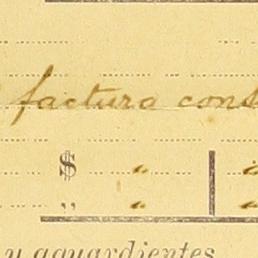 factura cons
$ "
,, "
y aguardientes